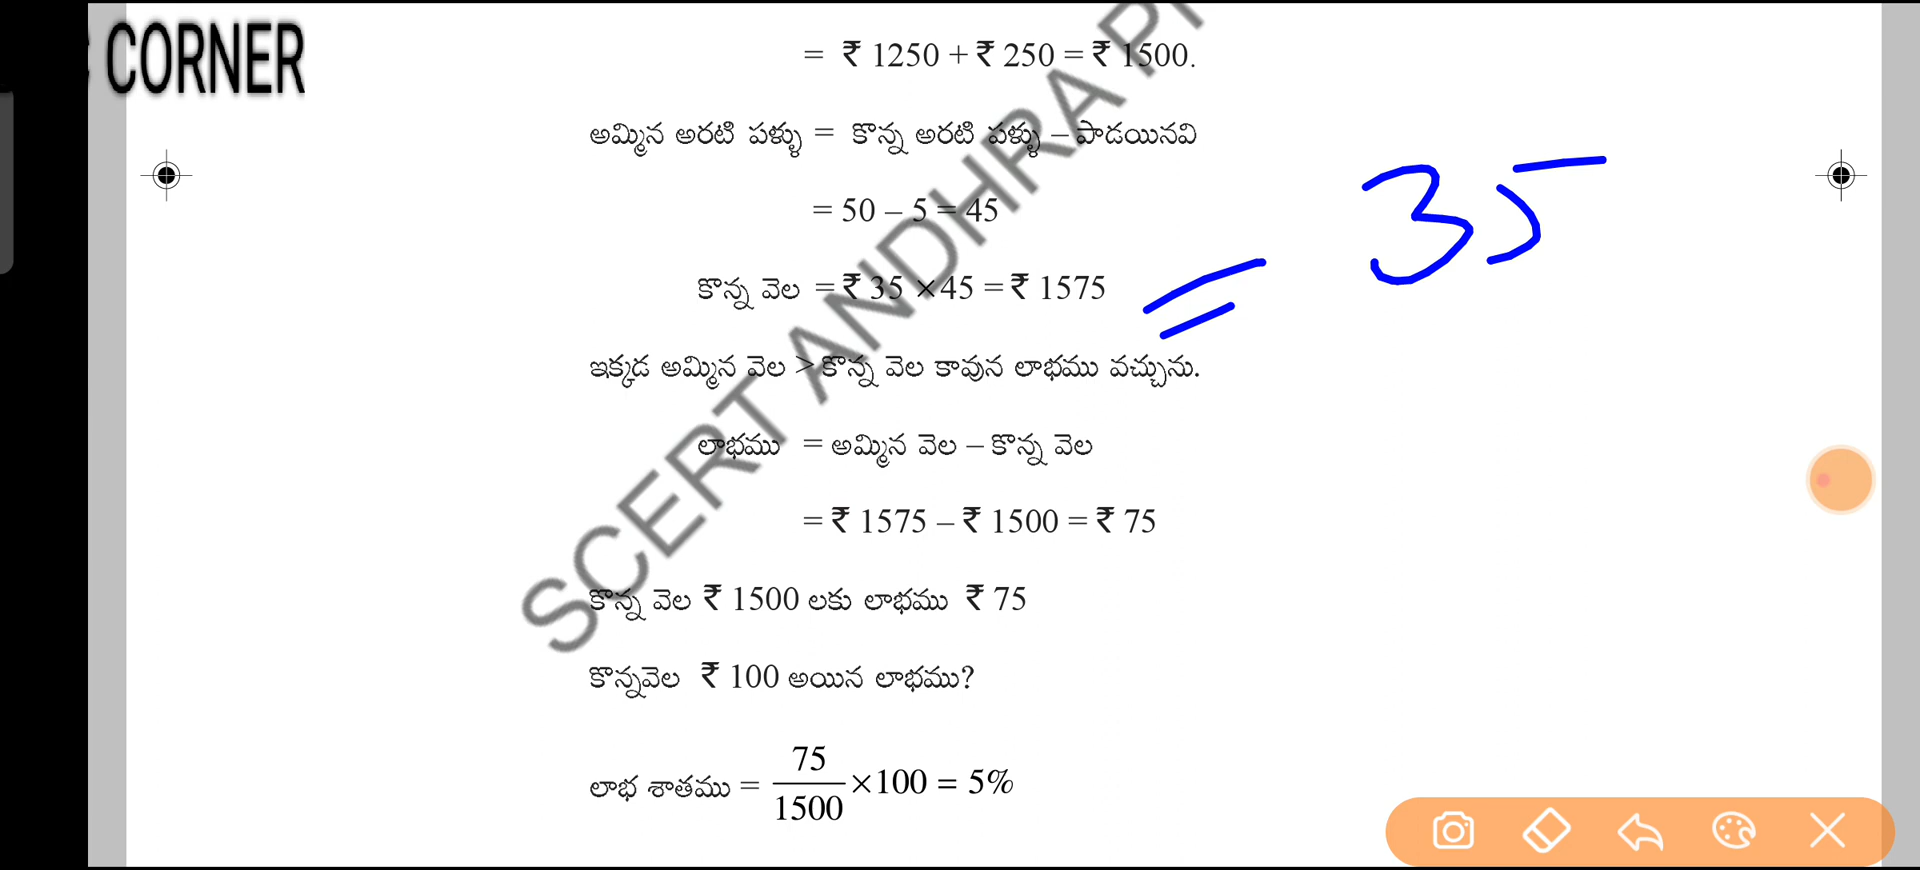 CORNER
= ₹ 1250 + ₹ 250 = ₹ 1500.
అమ్మిన అరటి పళ్ళు = కొన్న అరటి పళ్ళు – పాడయినవి
= 50 – 5 = 45
35
కొన్న వెల = ₹ 35 ×45 = ₹ 1575 =
ఇక్కడ అమ్మిన వెల > కొన్న వెల కావున లాభము వచ్చును.
లాభము = అమ్మిన వెల – కొన్న వెల
= ₹ 1575 – ₹ 1500 = ₹ 75
కొన్న వెల ₹ 1500 లకు లాభము ₹ 75
కొన్నవెల ₹ 100 అయిన లాభము?
లాభ శాతము = 75/1500 ×100 = 5%
SCERT ANDHRA